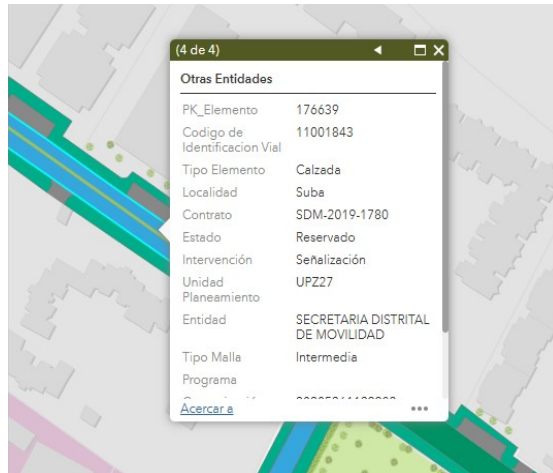 (4 de 4)
Otras Entidades
PK_Elemento 176639
Codigo de 11001843
Identificacion Vial
Tipo Elemento Calzada
Localidad Suba
Contrato SDM-2019-1780
Estado Reservado
Intervención Señalización
Unidad UPZ27
Planeamiento
Entidad SECRETARIA DISTRITAL
DE MOVILIDAD
Tipo Malla Intermedia
Programa
Acercar a